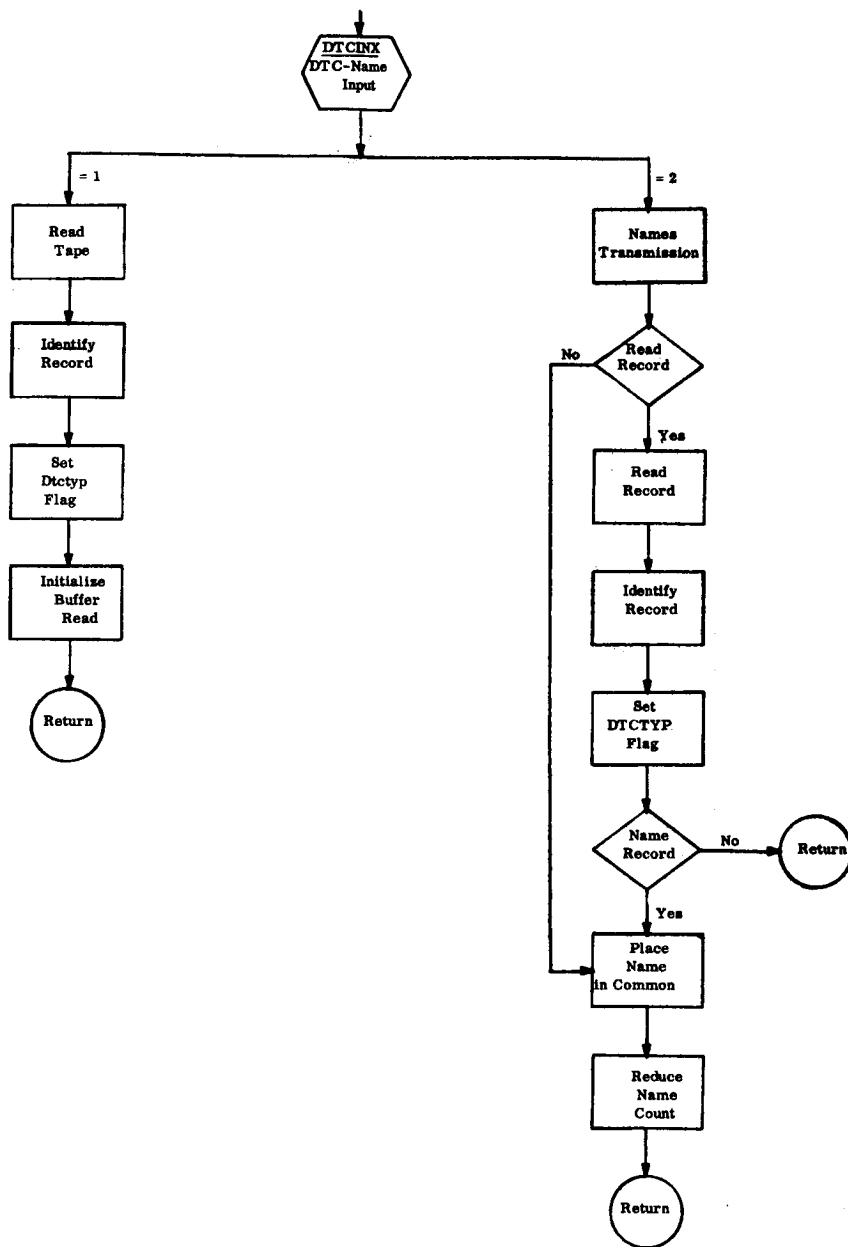 DTCINX
DTC-Name
Input
= 1
= 2
Read
Tape
Identify
Record
Set
Dtctyp
Flag
Initialize
Buffer
Read
Return
Names
Transmission
Read
Record
No
Yes
Read
Record
Identify
Record
Set
DTCTYP
Flag
Name
Record
No
Return
Yes
Place
Name
in Common
Reduce
Name
Count
Return